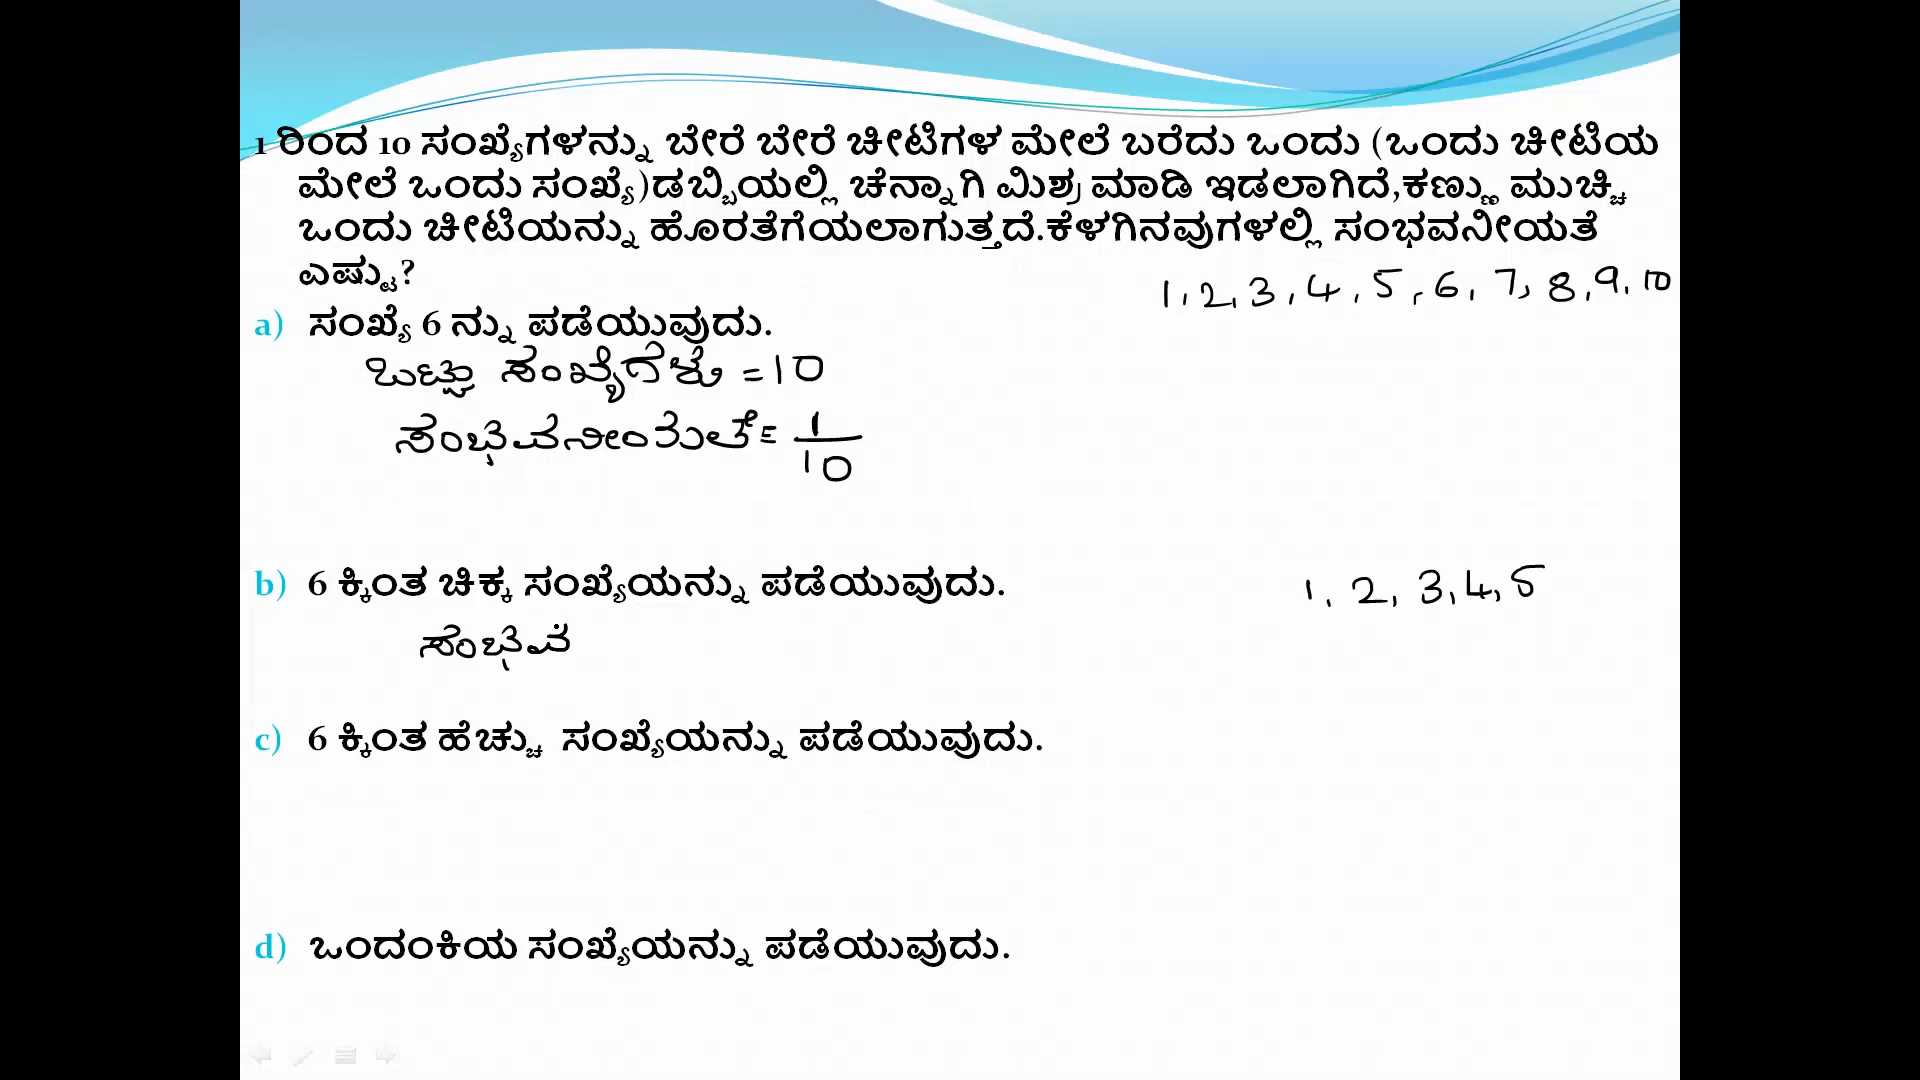 1 ರಿಂದ 10 ಸಂಖ್ಯೆಗಳನ್ನು ಬೇರೆ ಬೇರೆ ಚೀಟಿಗಳ ಮೇಲೆ ಬರೆದು ಒಂದು (ಒಂದು ಚೀಟಿಯ
ಮೇಲೆ ಒಂದು ಸಂಖ್ಯೆ)ಡಬ್ಬಿಯಲ್ಲಿ ಚೆನ್ನಾಗಿ ಮಿಶ್ರ ಮಾಡಿ ಇಡಲಾಗಿದೆ,ಕಣ್ಣು ಮುಚ್ಚಿ
ಒಂದು ಚೀಟಿಯನ್ನು ಹೊರತೆಗೆಯಲಾಗುತ್ತದೆ.ಕೆಳಗಿನವುಗಳಲ್ಲಿ ಸಂಭವನೀಯತೆ
ಎಷ್ಟು?
1, 2, 3, 4, 5, 6, 7, 8, 9, 10
a) ಸಂಖ್ಯೆ 6 ನ್ನು ಪಡೆಯುವುದು.
ಒಟ್ಟು ಸಂಖ್ಯೆಗಳು = 10
ಸಂಭವನೀಯತೆ = 1/10
b) 6 ಕ್ಕಿಂತ ಚಿಕ್ಕ ಸಂಖ್ಯೆಯನ್ನು ಪಡೆಯುವುದು. 1, 2, 3, 4, 5
ಸಂಭವ
c) 6 ಕ್ಕಿಂತ ಹೆಚ್ಚು ಸಂಖ್ಯೆಯನ್ನು ಪಡೆಯುವುದು.
d) ಒಂದಂಕಿಯ ಸಂಖ್ಯೆಯನ್ನು ಪಡೆಯುವುದು.